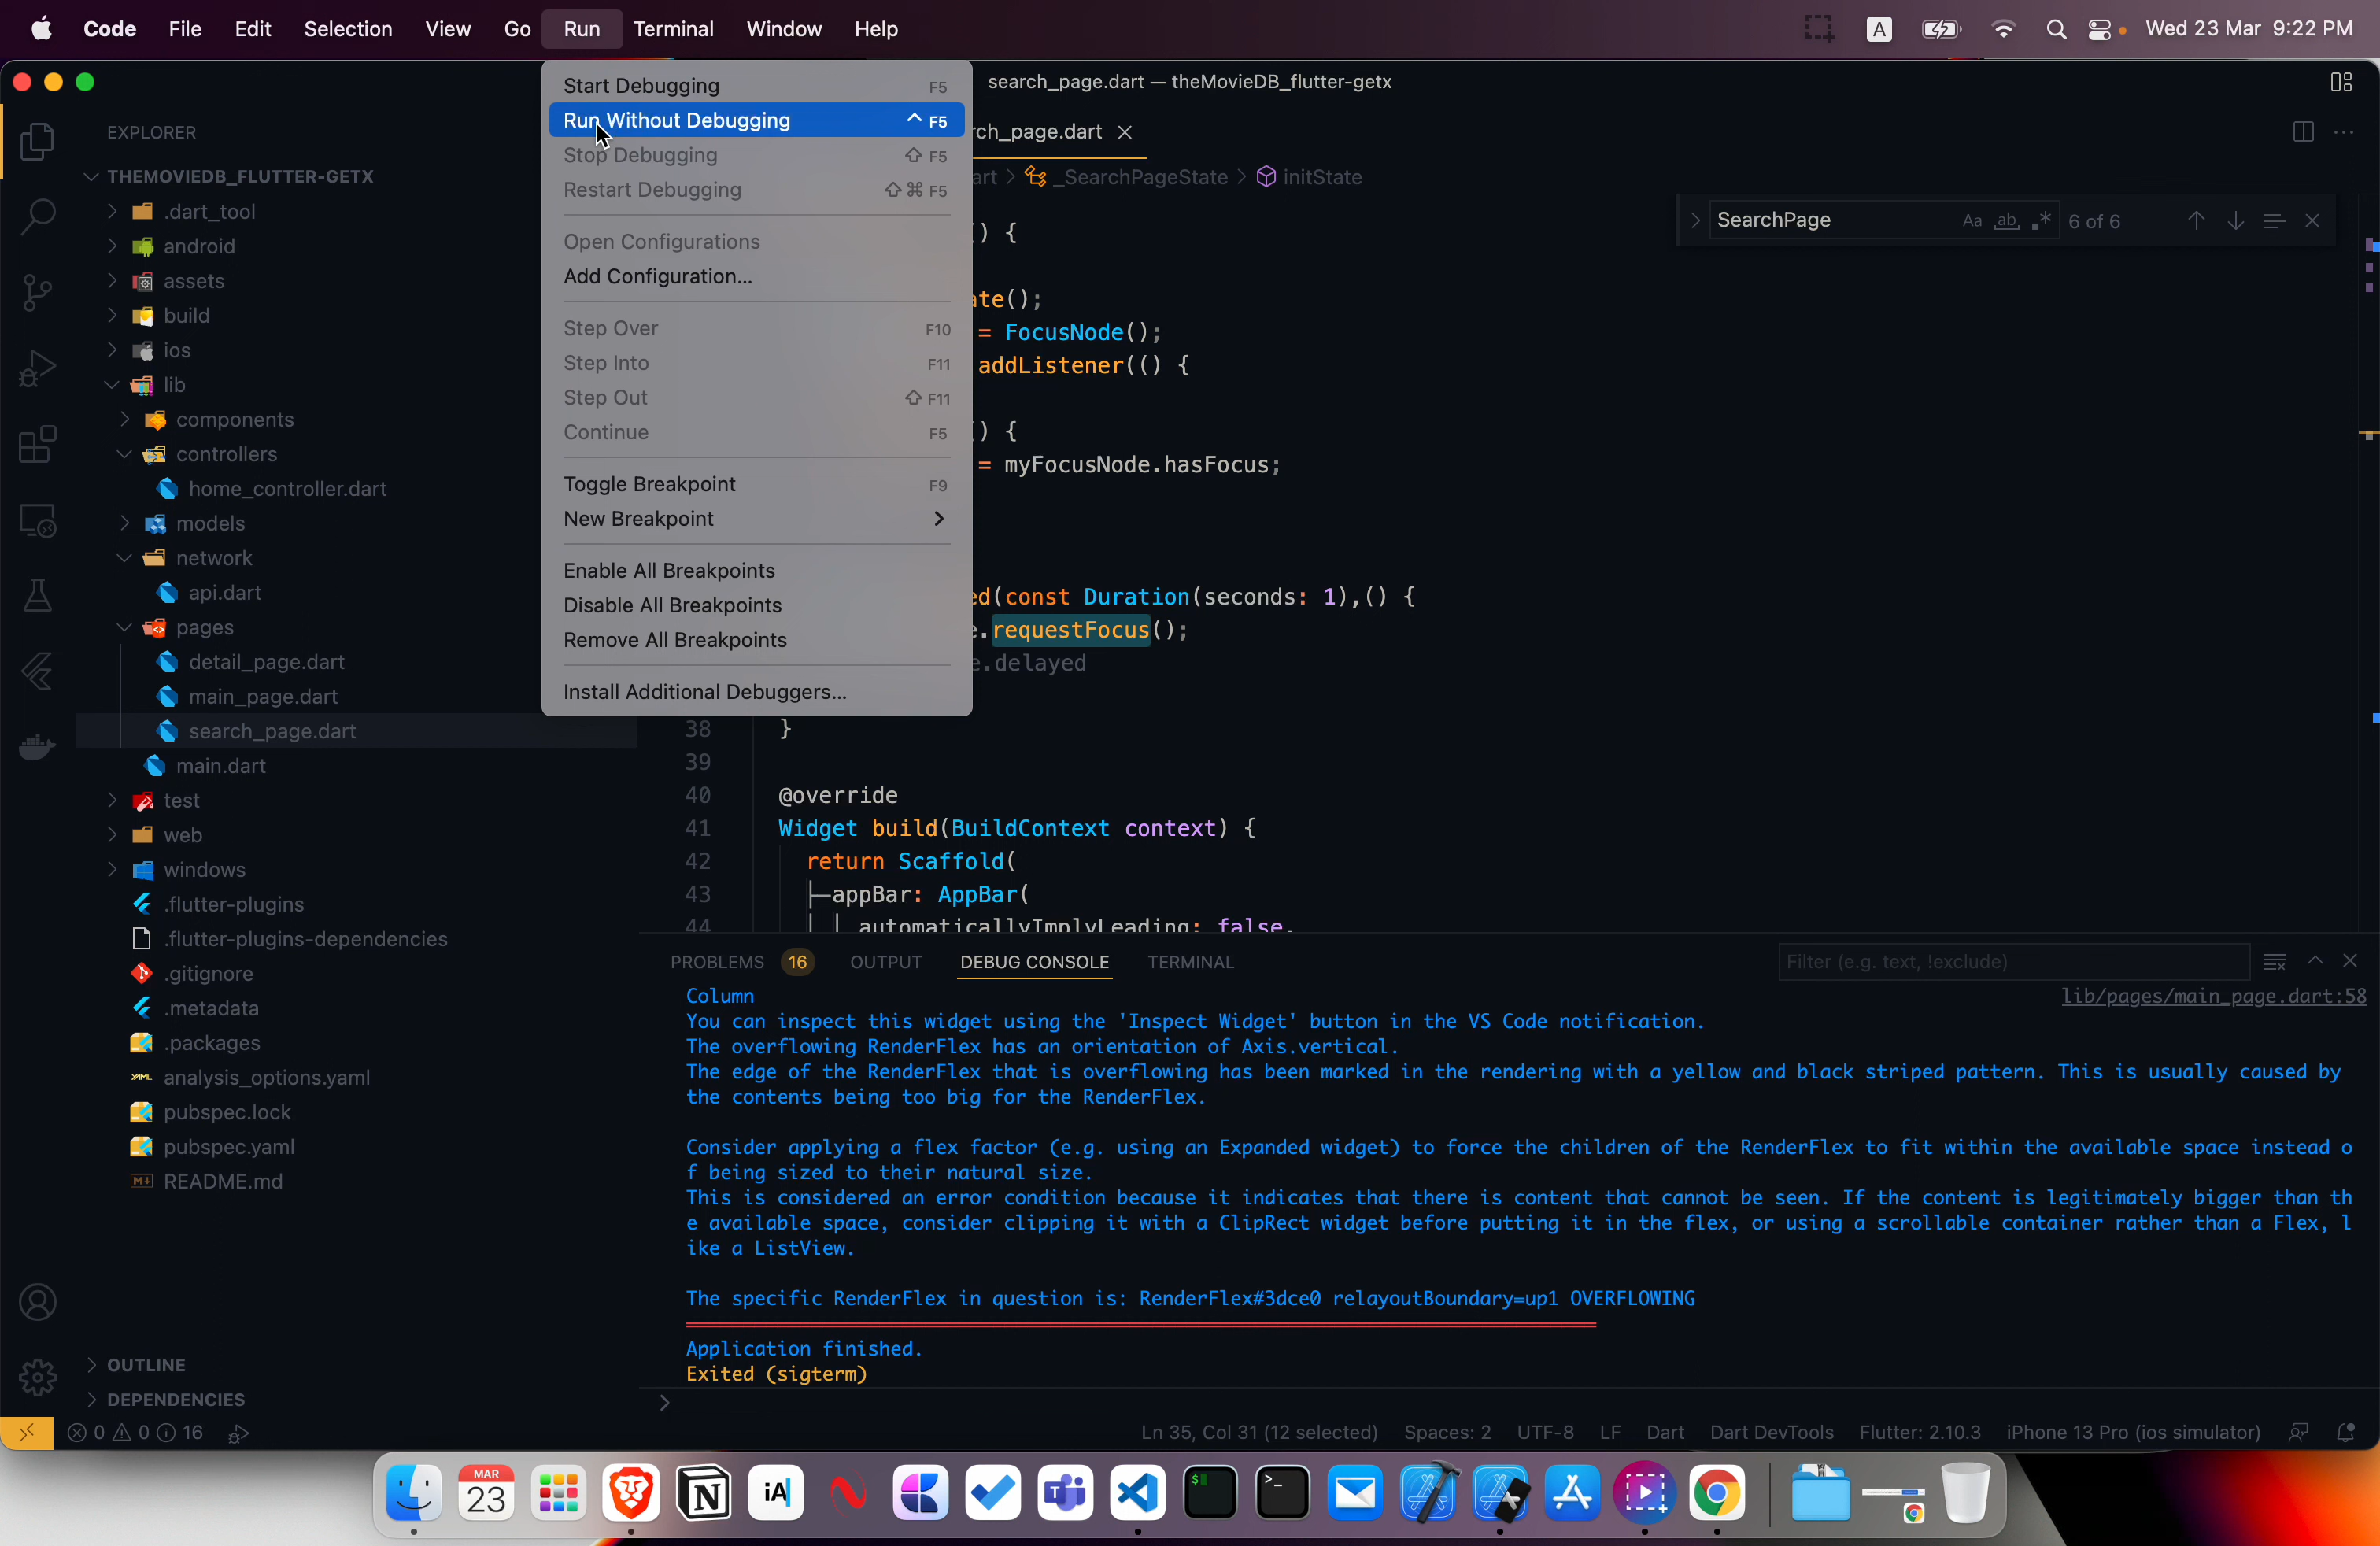 Code File Edit Selection View Go Run Terminal Window Help
A
Wed 23 Mar 9:22 PM
search_page.dart — theMovieDB_flutter-getx
Start Debugging F5
Run Without Debugging ⌃ F5
Stop Debugging ⇧ F5
Restart Debugging ⇧⌘ F5
Open Configurations
Add Configuration...
Step Over F10
Step Into F11
Step Out ⇧ F11
Continue F5
Toggle Breakpoint F9
New Breakpoint
Enable All Breakpoints
Disable All Breakpoints
Remove All Breakpoints
Install Additional Debuggers...
EXPLORER
THEMOVIEDB_FLUTTER-GETX
.dart_tool
android
assets
build
ios
lib
components
controllers
home_controller.dart
models
network
api.dart
pages
detail_page.dart
main_page.dart
search_page.dart
main.dart
test
web
windows
.flutter-plugins
.flutter-plugins-dependencies
.gitignore
.metadata
.packages
analysis_options.yaml
pubspec.lock
pubspec.yaml
README.md
OUTLINE
DEPENDENCIES
ch_page.dart
art > _SearchPageState > initState
SearchPage Aa ab .* 6 of 6
) {
ate();
= FocusNode();
addListener(() {
) {
= myFocusNode.hasFocus;
ed(const Duration(seconds: 1),() {
.requestFocus();
.delayed
38 }
39
40 @override
41 Widget build(BuildContext context) {
42 return Scaffold(
43 appBar: AppBar(
44 automaticallyImplyLeading: false,
PROBLEMS 16 OUTPUT DEBUG CONSOLE TERMINAL
Filter (e.g. text, !exclude)
Column lib/pages/main_page.dart:58
You can inspect this widget using the 'Inspect Widget' button in the VS Code notification.
The overflowing RenderFlex has an orientation of Axis.vertical.
The edge of the RenderFlex that is overflowing has been marked in the rendering with a yellow and black striped pattern. This is usually caused by
the contents being too big for the RenderFlex.
Consider applying a flex factor (e.g. using an Expanded widget) to force the children of the RenderFlex to fit within the available space instead o
f being sized to their natural size.
This is considered an error condition because it indicates that there is content that cannot be seen. If the content is legitimately bigger than th
e available space, consider clipping it with a ClipRect widget before putting it in the flex, or using a scrollable container rather than a Flex, l
ike a ListView.
The specific RenderFlex in question is: RenderFlex#3dce0 relayoutBoundary=up1 OVERFLOWING
Application finished.
Exited (sigterm)
0 0 16
Ln 35, Col 31 (12 selected) Spaces: 2 UTF-8 LF Dart Dart DevTools Flutter: 2.10.3 iPhone 13 Pro (ios simulator)
MAR
23
iA